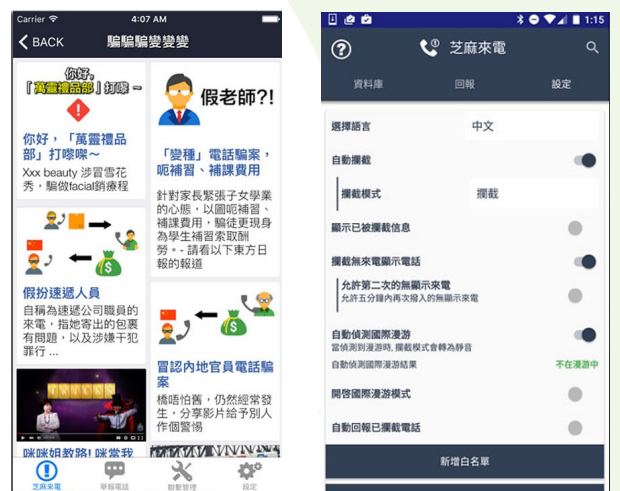 Carrier 4:07 AM
BACK 騙騙騙變變變
你好,
「萬靈禮品部」打嚟~
你好,「萬靈禮品
部」打嚟㗎~
Xxx beauty 涉冒雪花
秀,騙做facial銷療程
假扮速遞人員
自稱為速遞公司職員的
來電,指她寄出的包裹
有問題,以及涉嫌干犯
罪行 ...
咪咪姐教路! 咪當我
假老師?!
「變種」電話騙案,
呃補習、補課費用
針對家長緊張子女學業
的心態,以圖呃補習、
補課費用,騙徒更現身
為學生補習索取酬
勞。- 請看以下東方日
報的報道
冒認內地官員電話騙
案
橋唔怕舊,仍然經常發
生,分享影片給予別人
作個警惕
芝麻來電
舉報電話
聯繫管理
設定
1:15
芝麻來電
資料庫 回報 設定
選擇語言 中文
自動攔截
攔截模式 攔截
顯示已被攔截信息
攔截無來電顯示電話
允許第二次的無顯示來電
允許五分鐘內再次撥入的無顯示來電
自動偵測國際漫游
當偵測到漫游時, 攔截模式會轉為靜音
自動偵測國際漫游結果 不在漫游中
開啓國際漫游模式
自動回報已攔截電話
新增白名單